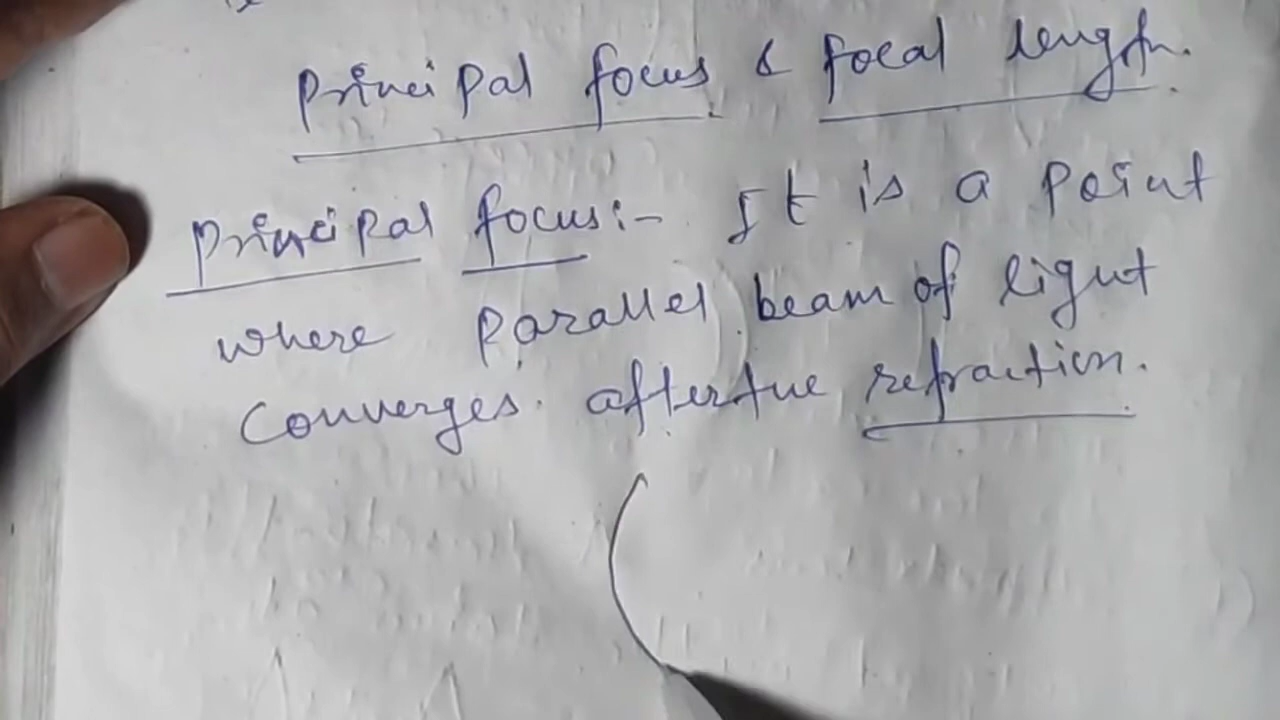 Principal focus & focal length.
Principal focus:- It is a point
where parallel beam of light
converges. after the refraction.